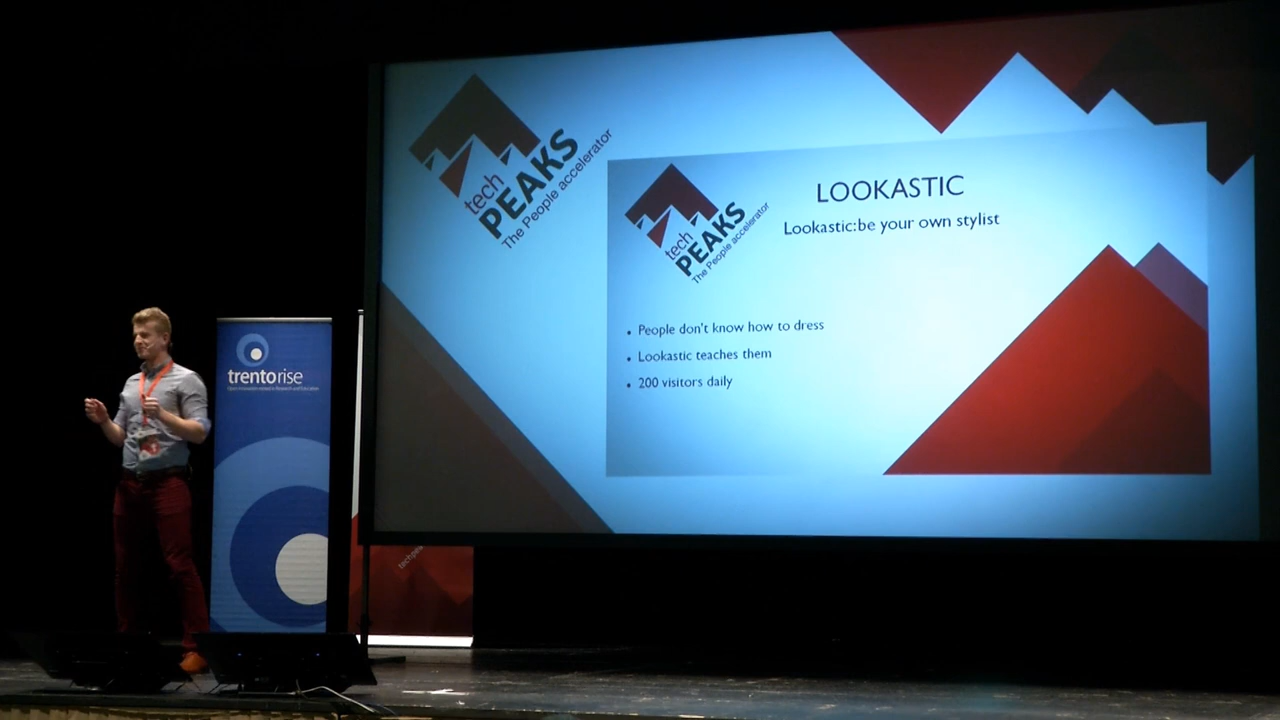 tech
PEAKS
The People accelerator
tech
PEAKS
The People accelerator
LOOKASTIC
Lookastic:be your own stylist
• People don't know how to dress
• Lookastic teaches them
• 200 visitors daily
trentorise